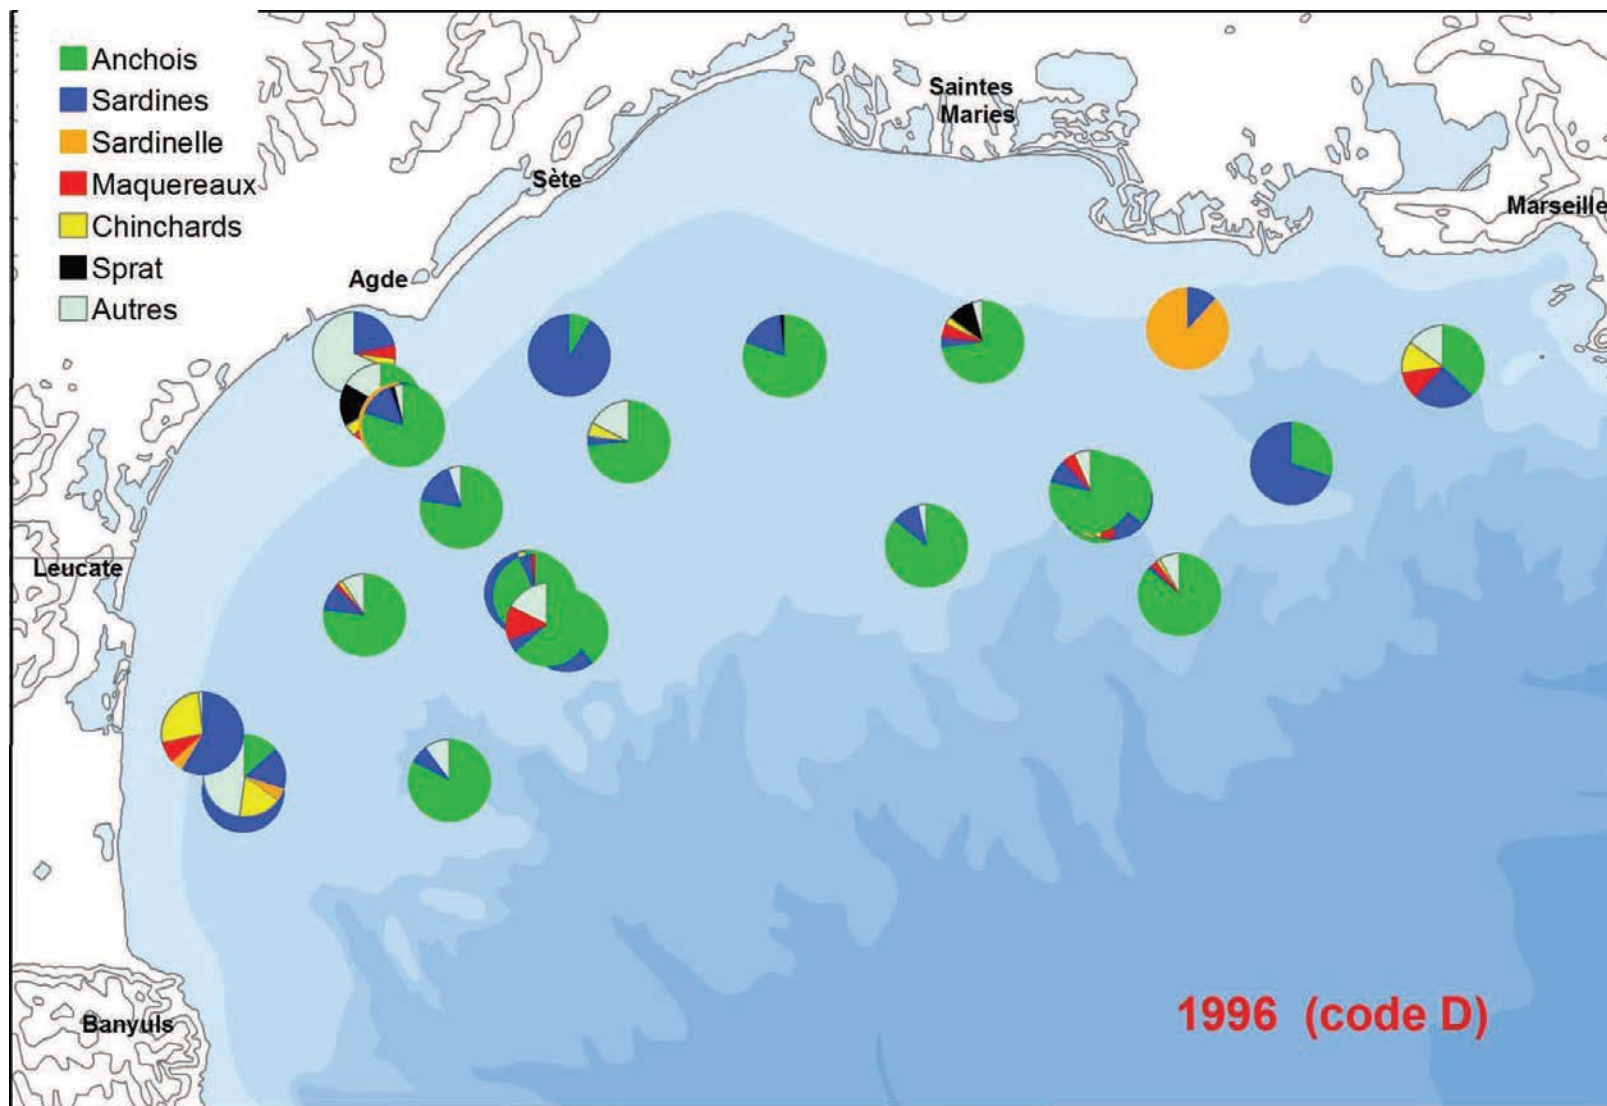 Anchois
Sardines
Sardinelle
Maquereaux
Chinchards
Sprat
Autres
Saintes
Maries
Sète
Marseille
Agde
Leucate
Banyuls
1996 (code D)